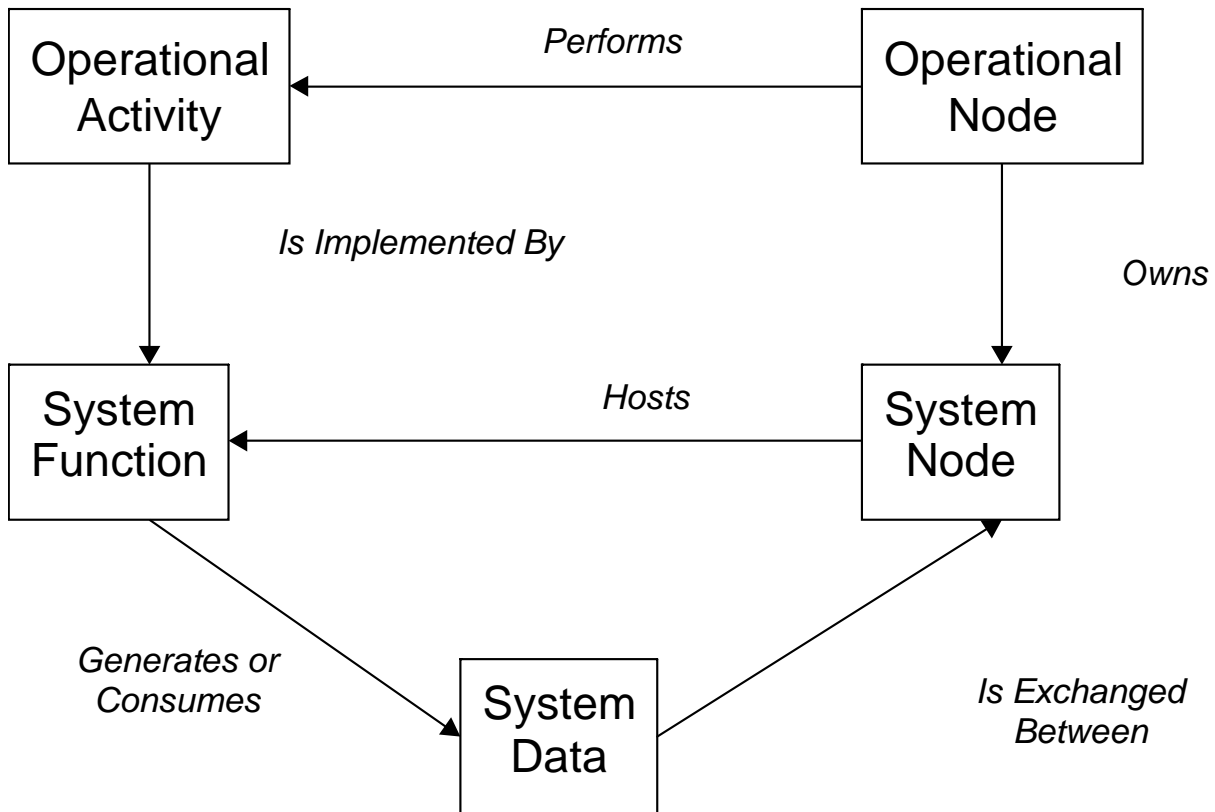 Operational
Activity
Performs
Operational
Node
Is Implemented By
Owns
System
Function
Hosts
System
Node
Generates or
Consumes
System
Data
Is Exchanged
Between